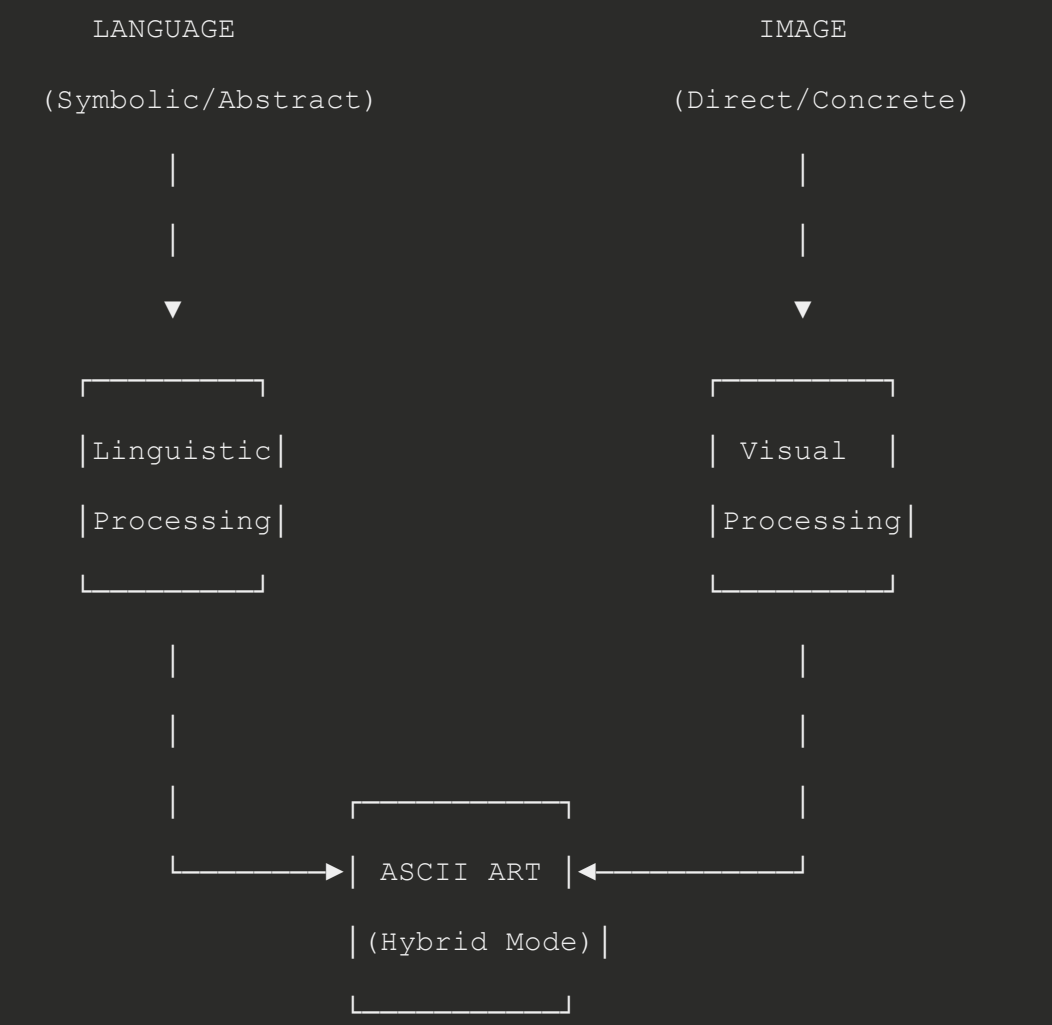 LANGUAGE IMAGE
(Symbolic/Abstract) (Direct/Concrete)
Linguistic Visual
Processing Processing
ASCII ART
(Hybrid Mode)